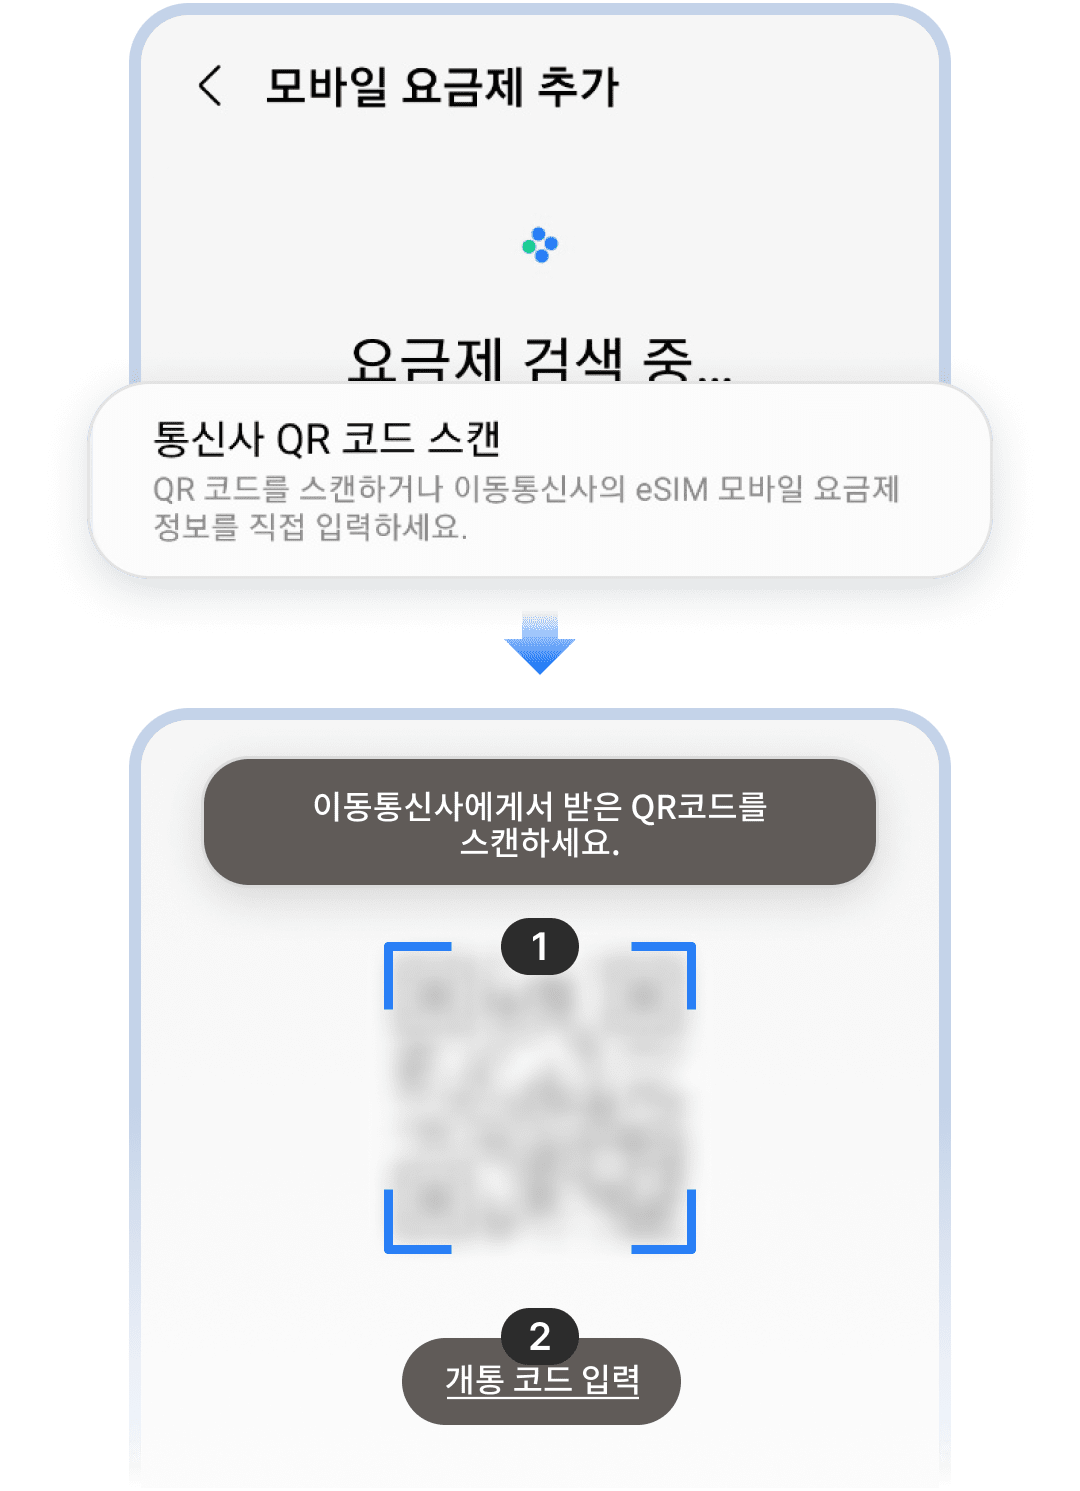 모바일 요금제 추가
요금제 검색 중...
통신사 QR 코드 스캔
QR 코드를 스캔하거나 이동통신사의 eSIM 모바일 요금제
정보를 직접 입력하세요.
이동통신사에게서 받은 QR코드를
스캔하세요.
1
2
개통 코드 입력